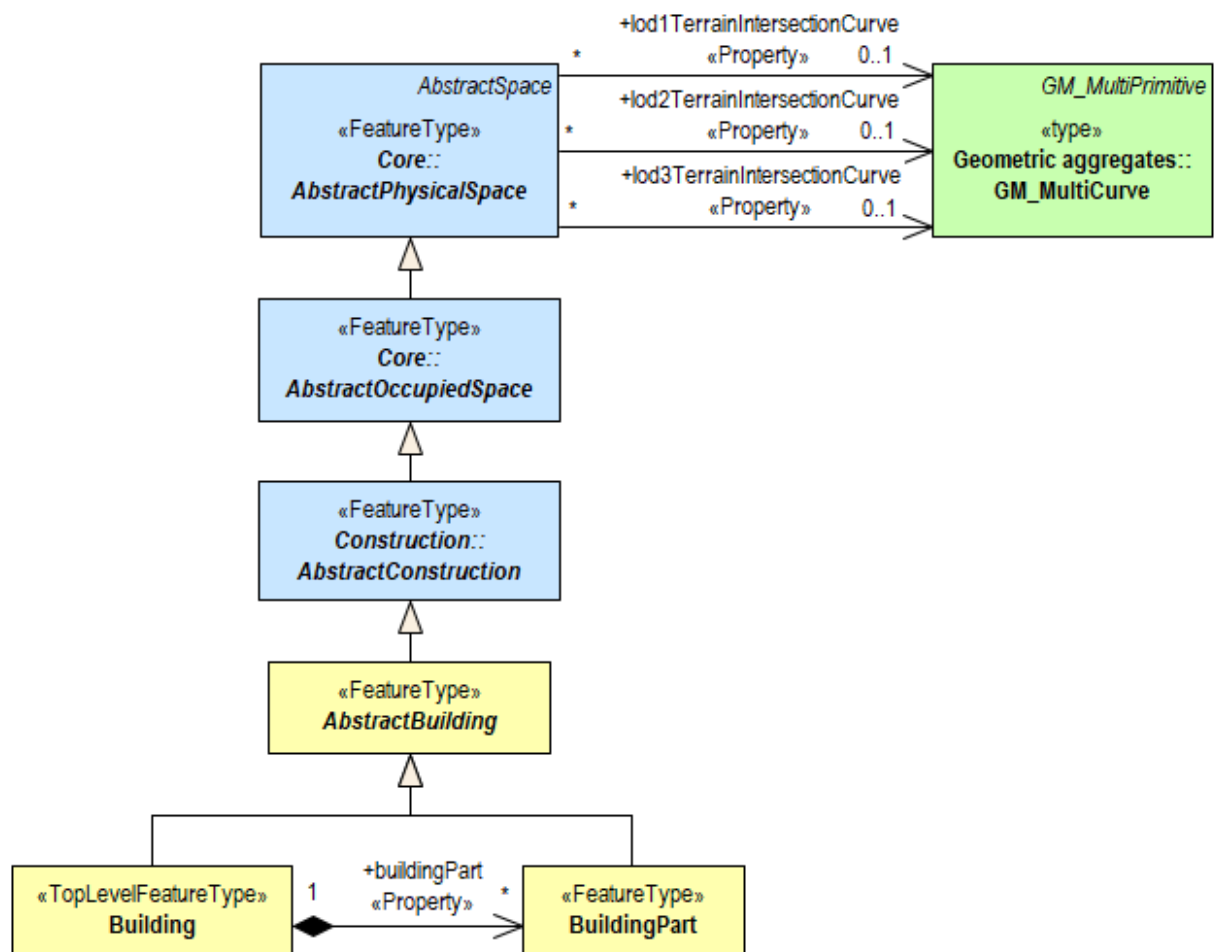 +lod1TerrainIntersectionCurve
* «Property» 0..1
AbstractSpace
«FeatureType»
Core::
AbstractPhysicalSpace
+lod2TerrainIntersectionCurve
* «Property» 0..1
+lod3TerrainIntersectionCurve
* «Property» 0..1
GM_MultiPrimitive
«type»
Geometric aggregates::
GM_MultiCurve
«FeatureType»
Core::
AbstractOccupiedSpace
«FeatureType»
Construction::
AbstractConstruction
«FeatureType»
AbstractBuilding
«TopLevelFeatureType»
Building
+buildingPart
1 «Property» *
«FeatureType»
BuildingPart